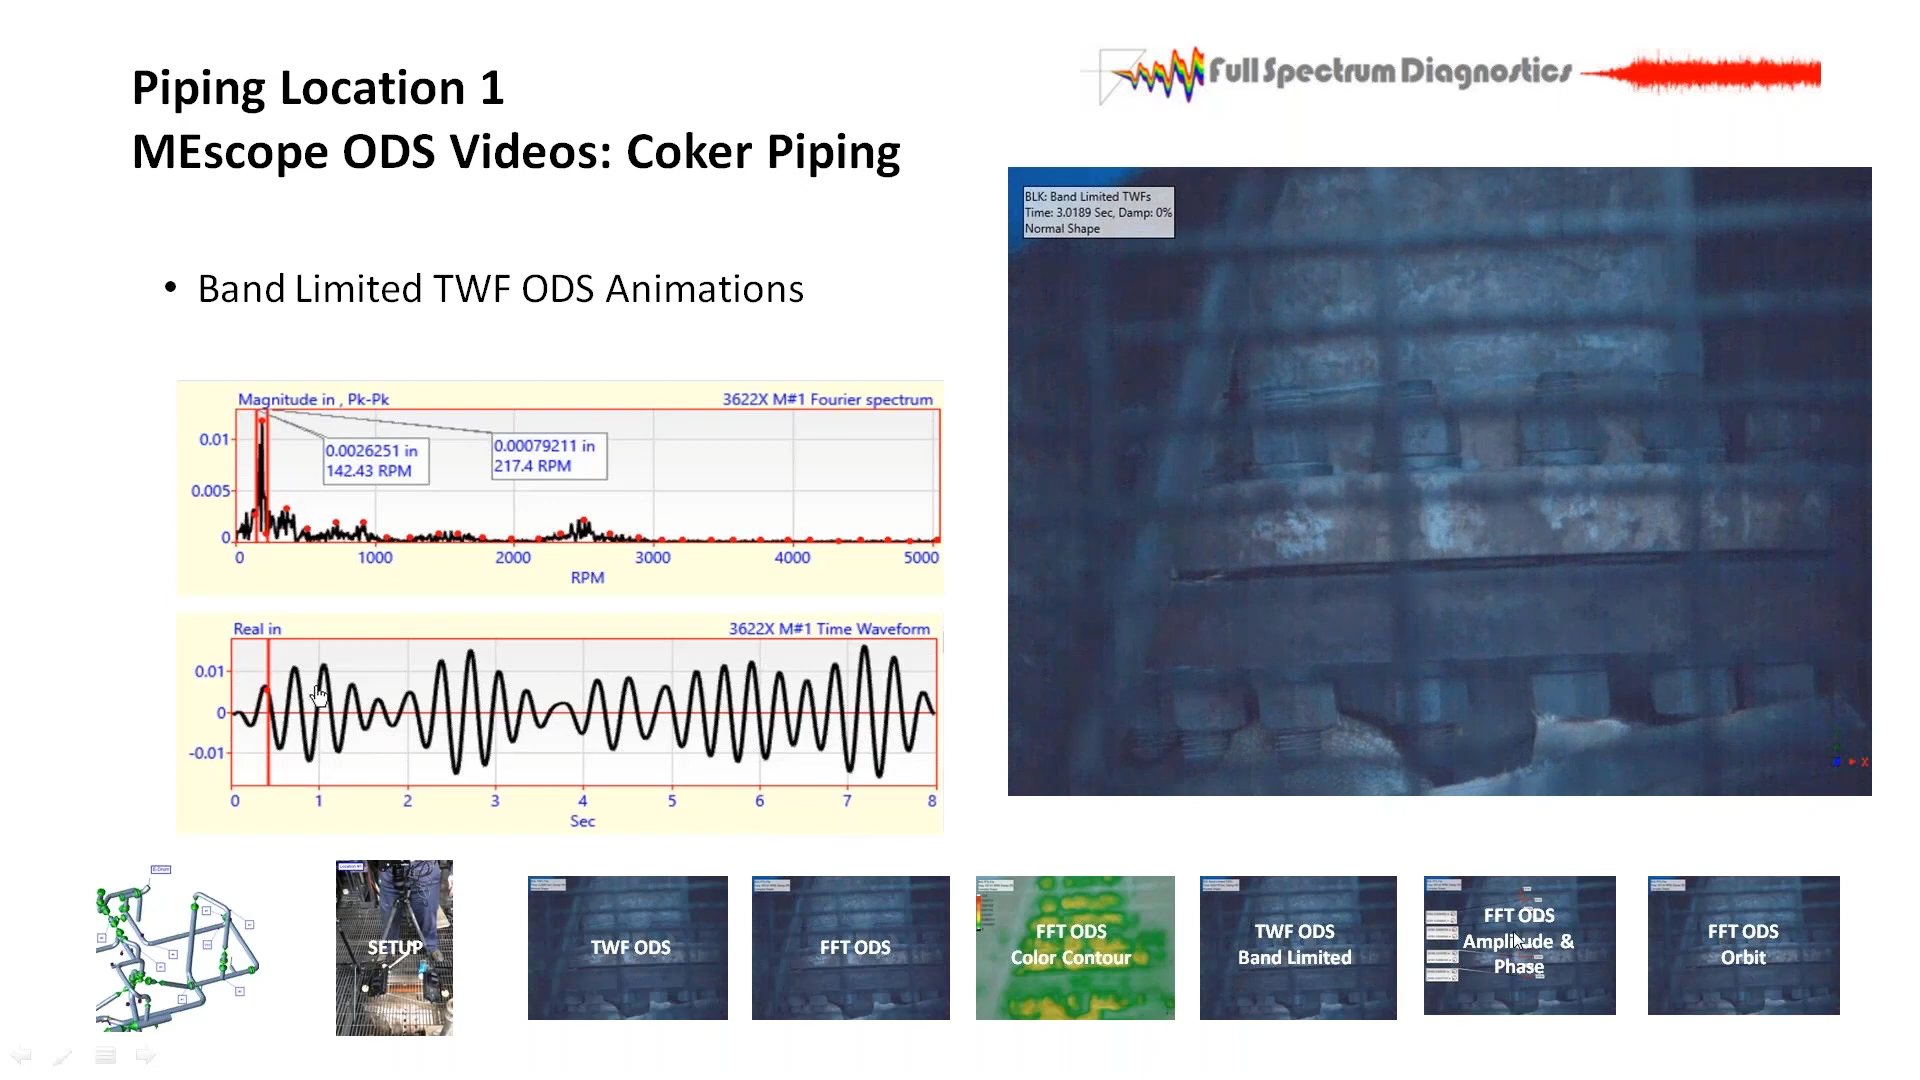 Piping Location 1
MEscope ODS Videos: Coker Piping
Full Spectrum Diagnostics
• Band Limited TWF ODS Animations
BLK: Band Limited TWFs
Time: 3.0189 Sec, Damp: 0%
Normal Shape
X
Magnitude in , Pk-Pk
3622X M#1 Fourier spectrum
0.01
0.005
0
0.0026251 in
142.43 RPM
0.00079211 in
217.4 RPM
0 1000 2000 3000 4000 5000
RPM
Real in
3622X M#1 Time Waveform
0.01
0
-0.01
0 1 2 3 4 5 6 7 8
Sec
SETUP
TWF ODS
FFT ODS
FFT ODS
Color Contour
TWF ODS
Band Limited
FFT ODS
Amplitude &
Phase
FFT ODS
Orbit